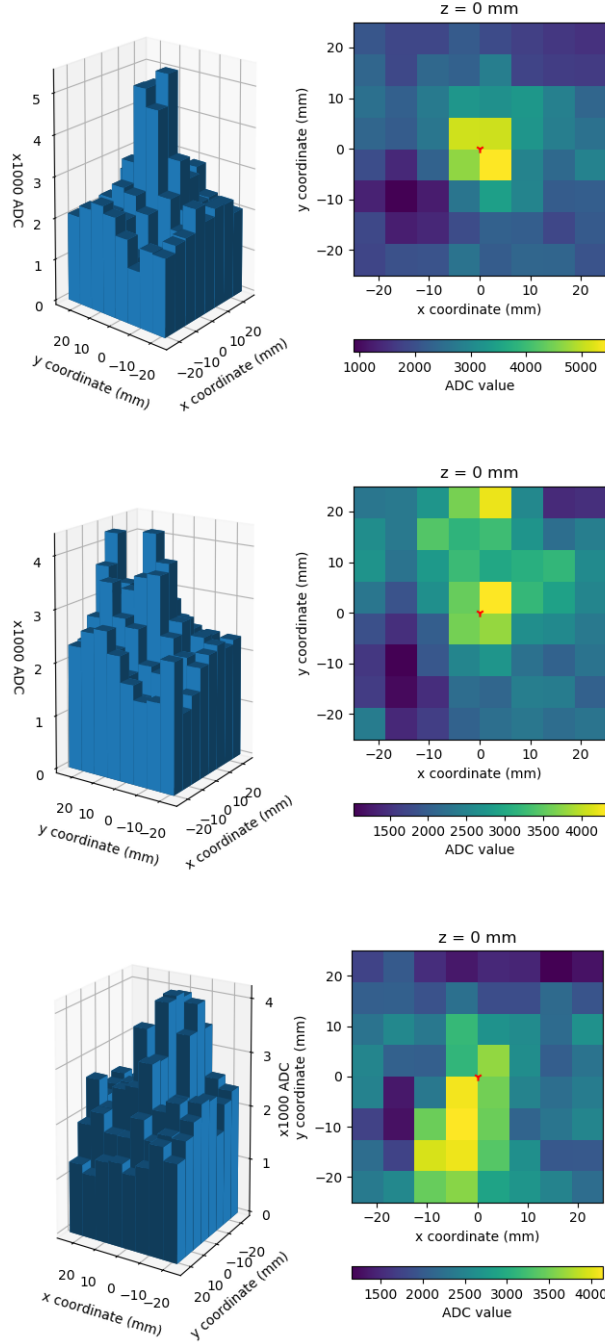 z = 0 mm
5
4
3
2
1
0
x1000 ADC
20 10 0 −10 −20
y coordinate (mm)
−20 −10 0 10 20
x coordinate (mm)
20
10
0
−10
−20
y coordinate (mm)
−20 −10 0 10 20
x coordinate (mm)
1000 2000 3000 4000 5000
ADC value
z = 0 mm
4
3
2
1
0
x1000 ADC
20 10 0 −10 −20
y coordinate (mm)
−20 −10 0 10 20
x coordinate (mm)
20
10
0
−10
−20
y coordinate (mm)
−20 −10 0 10 20
x coordinate (mm)
1500 2000 2500 3000 3500 4000
ADC value
z = 0 mm
4
3
2
1
0
x1000 ADC
20 10 0 −10 −20
x coordinate (mm)
20 10 0 −10 −20
y coordinate (mm)
20
10
0
−10
−20
y coordinate (mm)
−20 −10 0 10 20
x coordinate (mm)
1500 2000 2500 3000 3500 4000
ADC value